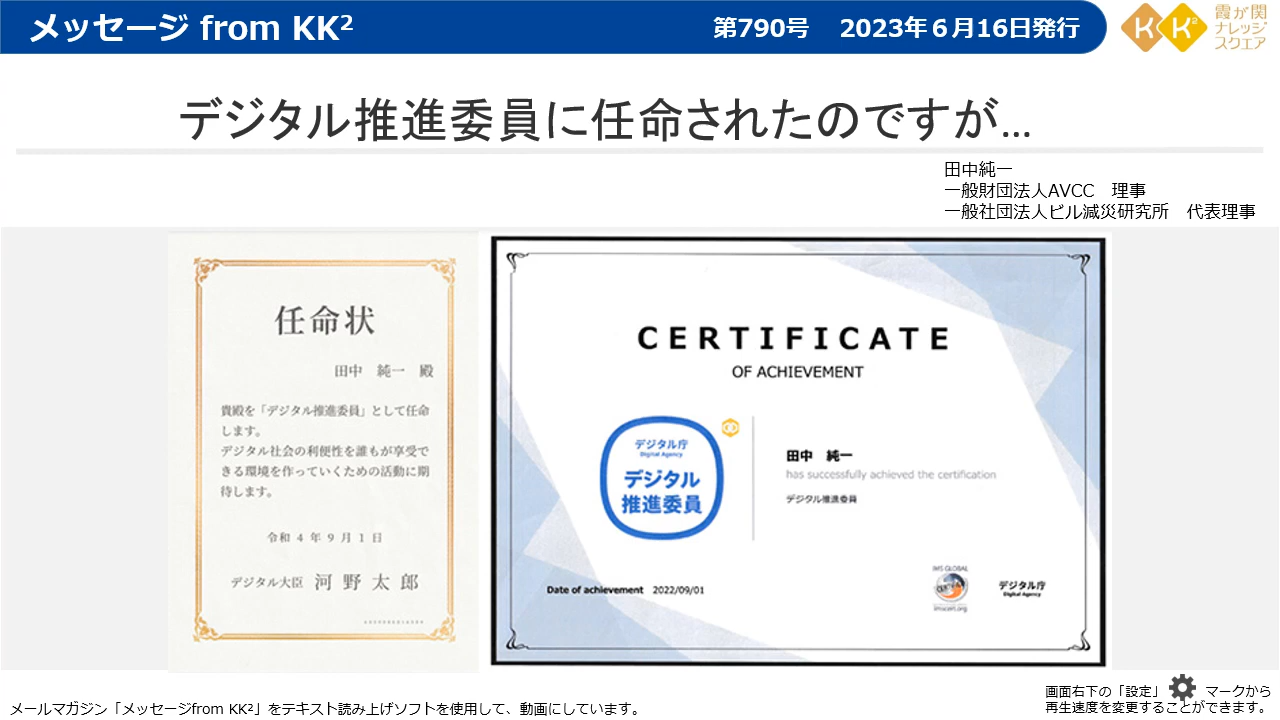 メッセージ from KK²
第790号　2023年６月16日発行
KK²
霞が関
ナレッジ
スクエア
デジタル推進委員に任命されたのですが...
田中純一
一般財団法人AVCC　理事
一般社団法人ビル減災研究所　代表理事
任命状
田中　純一　殿
貴殿を「デジタル推進委員」として任命
します。
デジタル社会の利便性を誰もが享受で
きる環境を作っていくための活動に期
待します。
令和４年９月１日
デジタル大臣　河野太郎
CERTIFICATE
OF ACHIEVEMENT
デジタル庁
Digital Agency
デジタル
推進委員
田中　純一
has successfully achieved the certification
デジタル推進委員
Date of achievement 2022/09/01
IMS GLOBAL
CERTIFIED
imscert.org
デジタル庁
Digital Agency
メールマガジン「メッセージfrom KK²」をテキスト読み上げソフトを使用して、動画にしています。
画面右下の「設定」　マークから
再生速度を変更することができます。